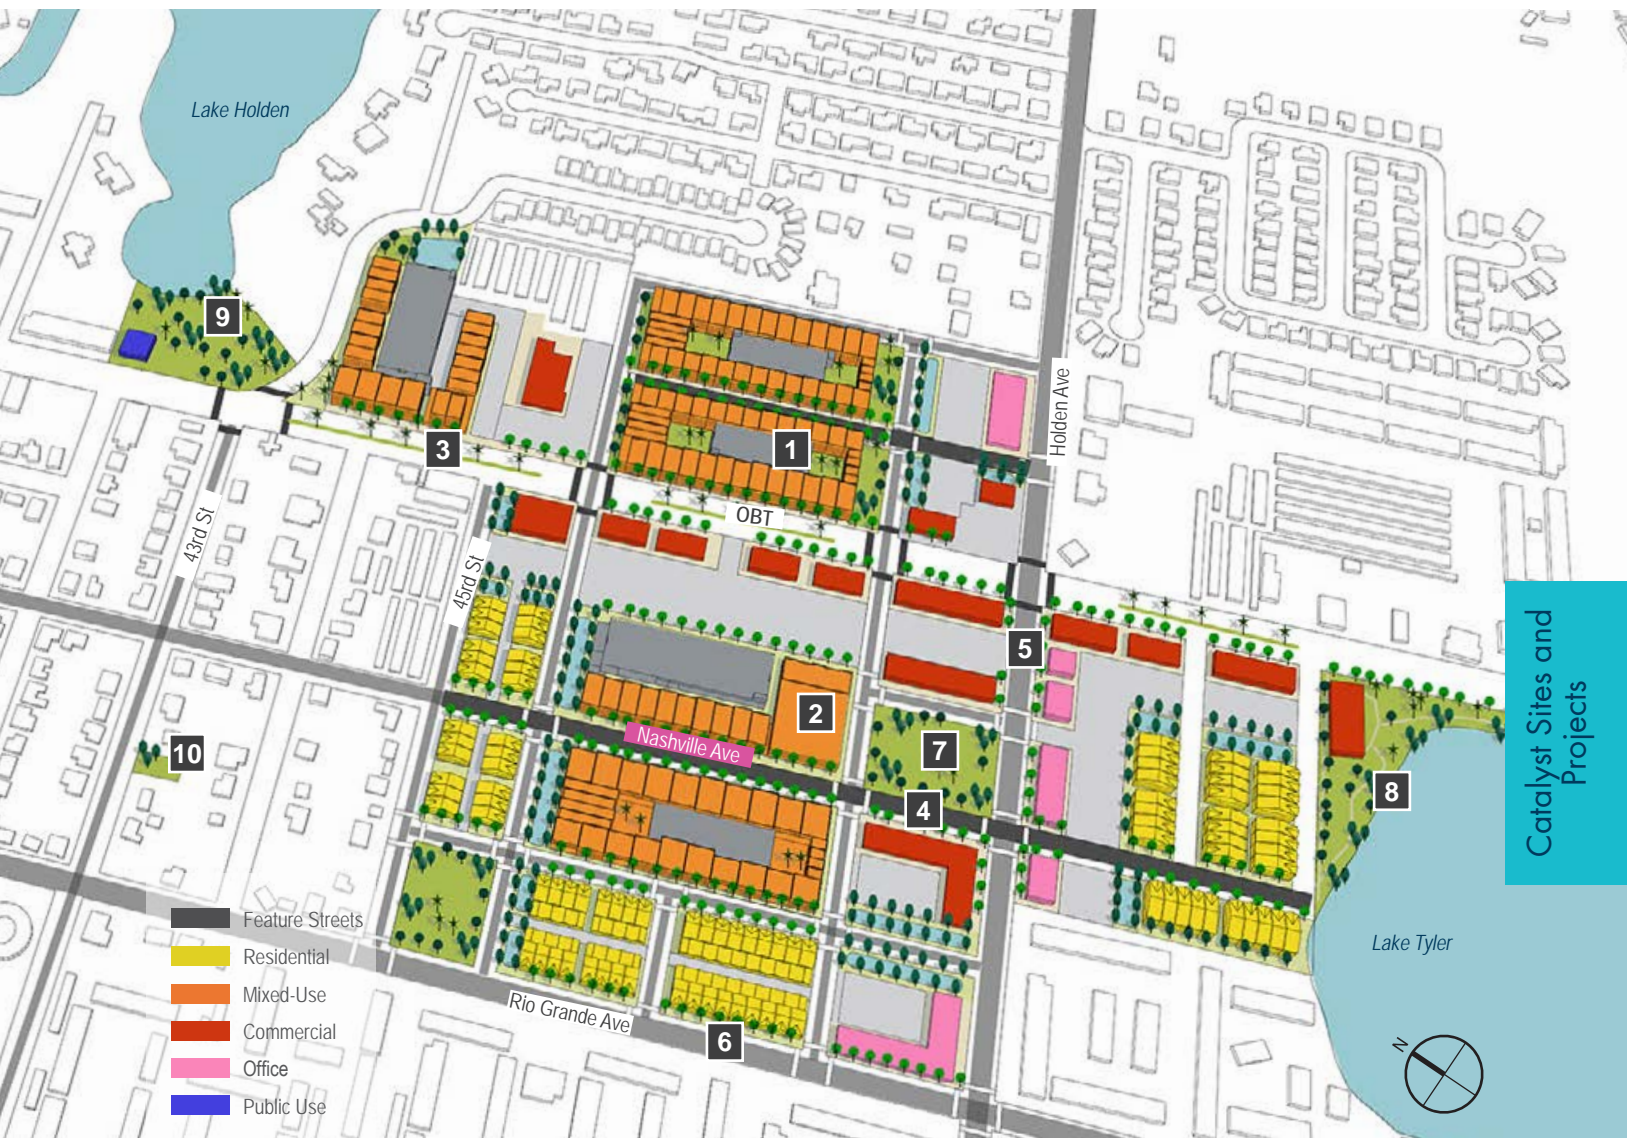 Lake Holden
9
Holden Ave
3
1
OBT
43rd St
45th St
5
2
Nashville Ave
7
10
4
8
Catalyst Sites and
Projects
Feature Streets
Residential
Mixed-Use
Commercial
Office
Public Use
Lake Tyler
Rio Grande Ave
6
N